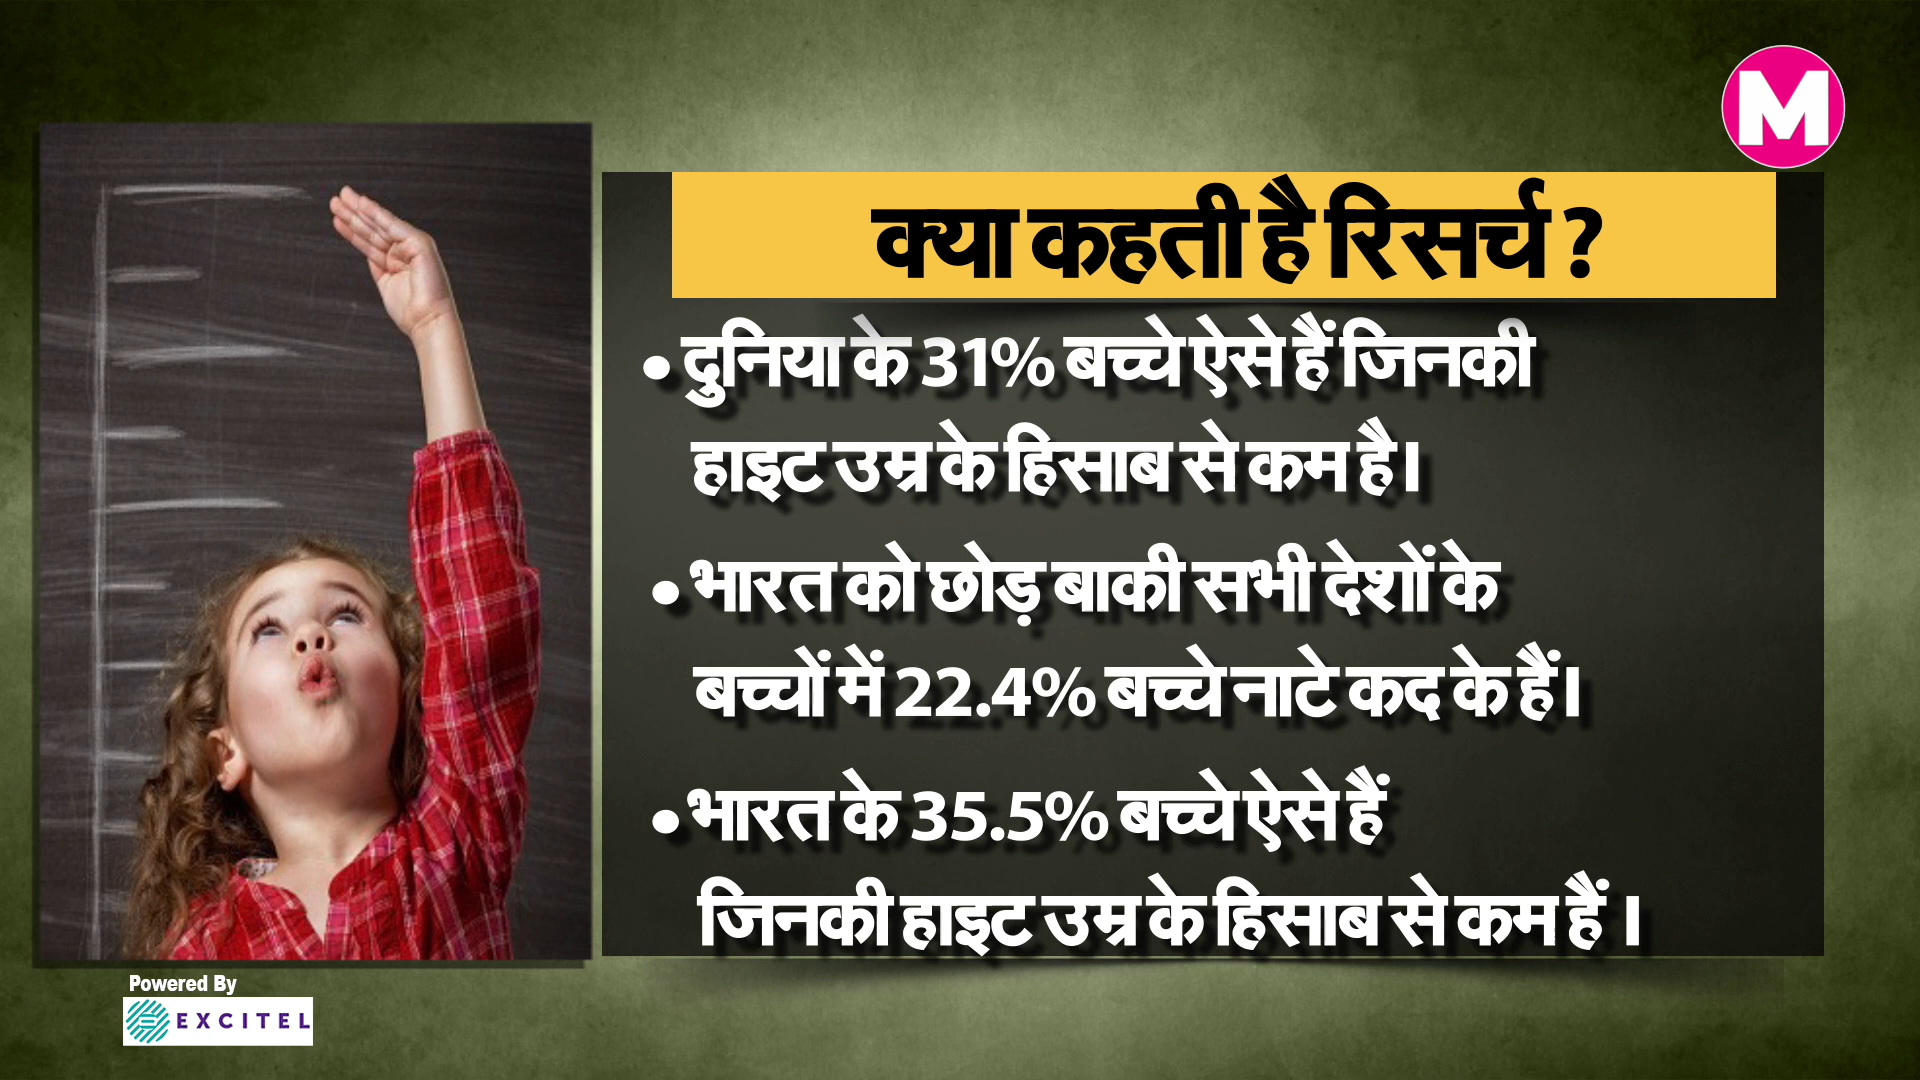 M
क्या कहती है रिसर्च ?
• दुनिया के 31% बच्चे ऐसे हैं जिनकी
हाइट उम्र के हिसाब से कम है।
• भारत को छोड़ बाकी सभी देशों के
बच्चों में 22.4% बच्चे नाटे कद के हैं।
• भारत के 35.5% बच्चे ऐसे हैं
जिनकी हाइट उम्र के हिसाब से कम हैं ।
Powered By
EXCITEL